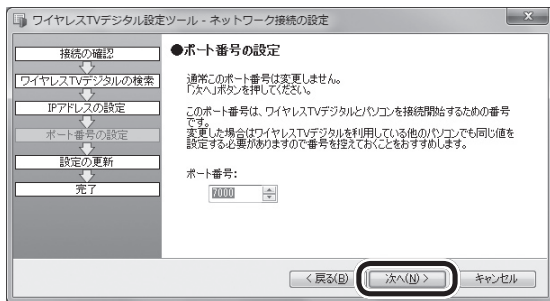 ワイヤレスTVデジタル設定ツール - ネットワーク接続の設定
接続の確認
ワイヤレスTVデジタルの検索
IPアドレスの設定
ポート番号の設定
設定の更新
完了
●ポート番号の設定
通常このポート番号は変更しません。
「次へ」ボタンを押してください。
このポート番号は、ワイヤレスTVデジタルとパソコンを接続開始するための番号
です。
変更した場合はワイヤレスTVデジタルを利用している他のパソコンでも同じ値を
設定する必要がありますので番号を控えておくことをおすすめします。
ポート番号:
7000
< 戻る(B)
次へ(N) >
キャンセル